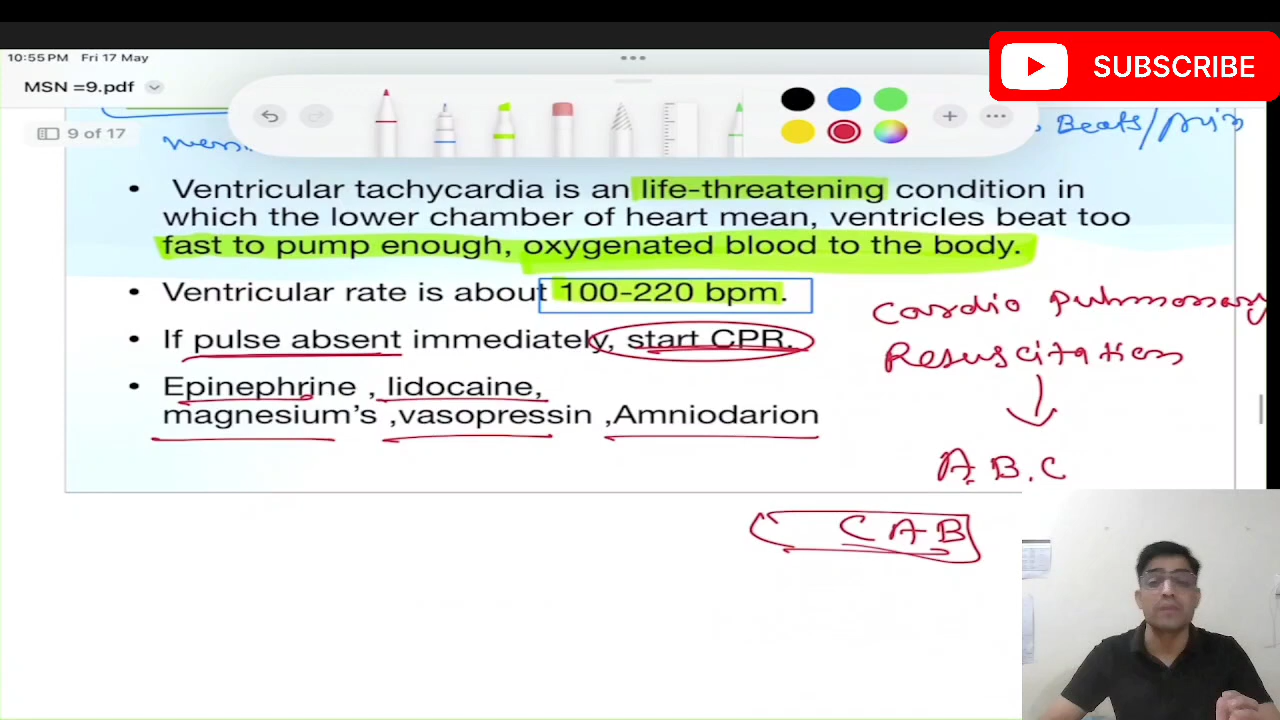 10:55 PM Fri 17 May
SUBSCRIBE
MSN =9.pdf
9 of 17
Beats/min
• Ventricular tachycardia is an life-threatening condition in
which the lower chamber of heart mean, ventricles beat too
fast to pump enough, oxygenated blood to the body.
• Ventricular rate is about 100-220 bpm.
• If pulse absent immediately, start CPR.
• Epinephrine , lidocaine,
magnesium's ,vasopressin ,Amniodarion
Cardio Pulmonary
Resuscitation
A B.C
C A B